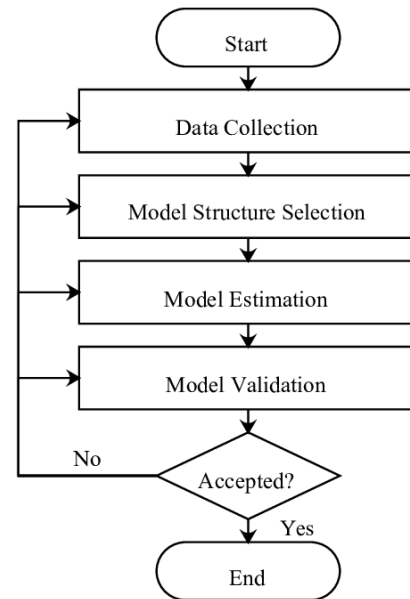 Start
Data Collection
Model Structure Selection
Model Estimation
Model Validation
No
Accepted?
Yes
End